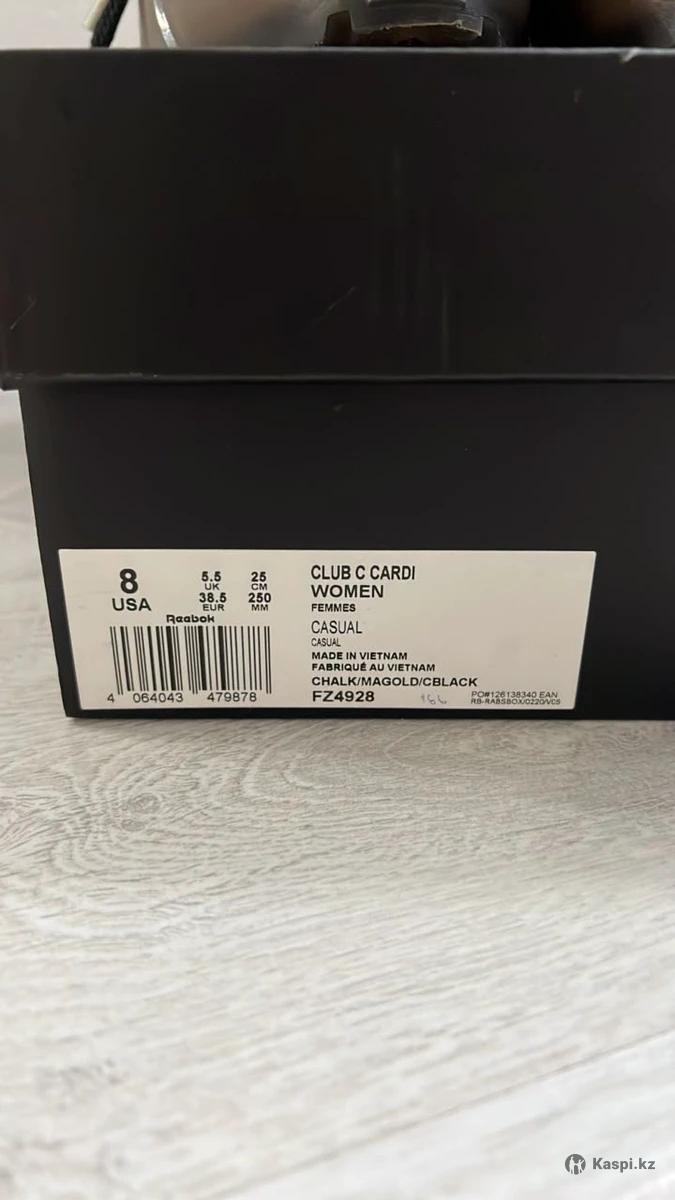 8
USA
5.5
UK
38.5
EUR
25
CM
250
MM
Reebok
4 064043 479878
CLUB C CARDI
WOMEN
FEMMES
CASUAL
CASUAL
MADE IN VIETNAM
FABRIQUÉ AU VIETNAM
CHALK/MAGOLD/CBLACK
FZ4928
PO#126138340 EAN
RB-RABSBOX/0220/V05
Kaspi.kz